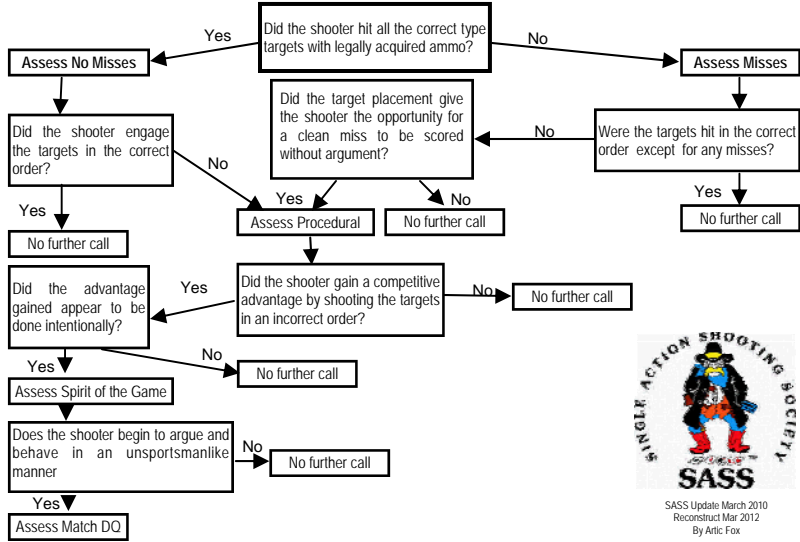 Did the shooter hit all the correct type
targets with legally acquired ammo?
Yes
No
Assess No Misses
Assess Misses
Did the target placement give
the shooter the opportunity for
a clean miss to be scored
without argument?
Did the shooter engage
the targets in the correct
order?
No
No
Were the targets hit in the correct
order except for any misses?
Yes
Yes
No
Yes
Assess Procedural
No further call
No further call
No further call
Did the advantage
gained appear to be
done intentionally?
Yes
Did the shooter gain a competitive
advantage by shooting the targets
in an incorrect order?
No
No further call
Yes
No
No further call
Assess Spirit of the Game
Does the shooter begin to argue and
behave in an unsportsmanlike
manner
No
No further call
Yes
Assess Match DQ
SINGLE ACTION SHOOTING SOCIETY
SASS
SASS Update March 2010
Reconstruct Mar 2012
By Artic Fox